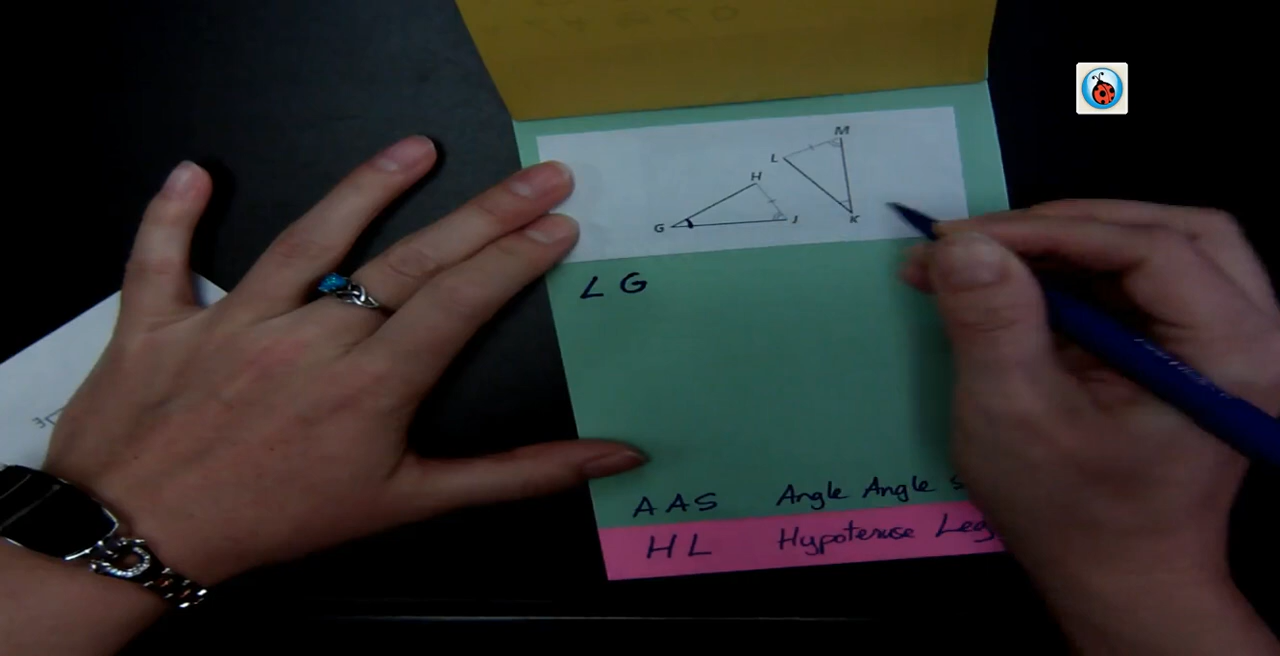 M
L
H
G
J
K
∠ G
AAS Angle Angle S
HL Hypotenuse Leg
E